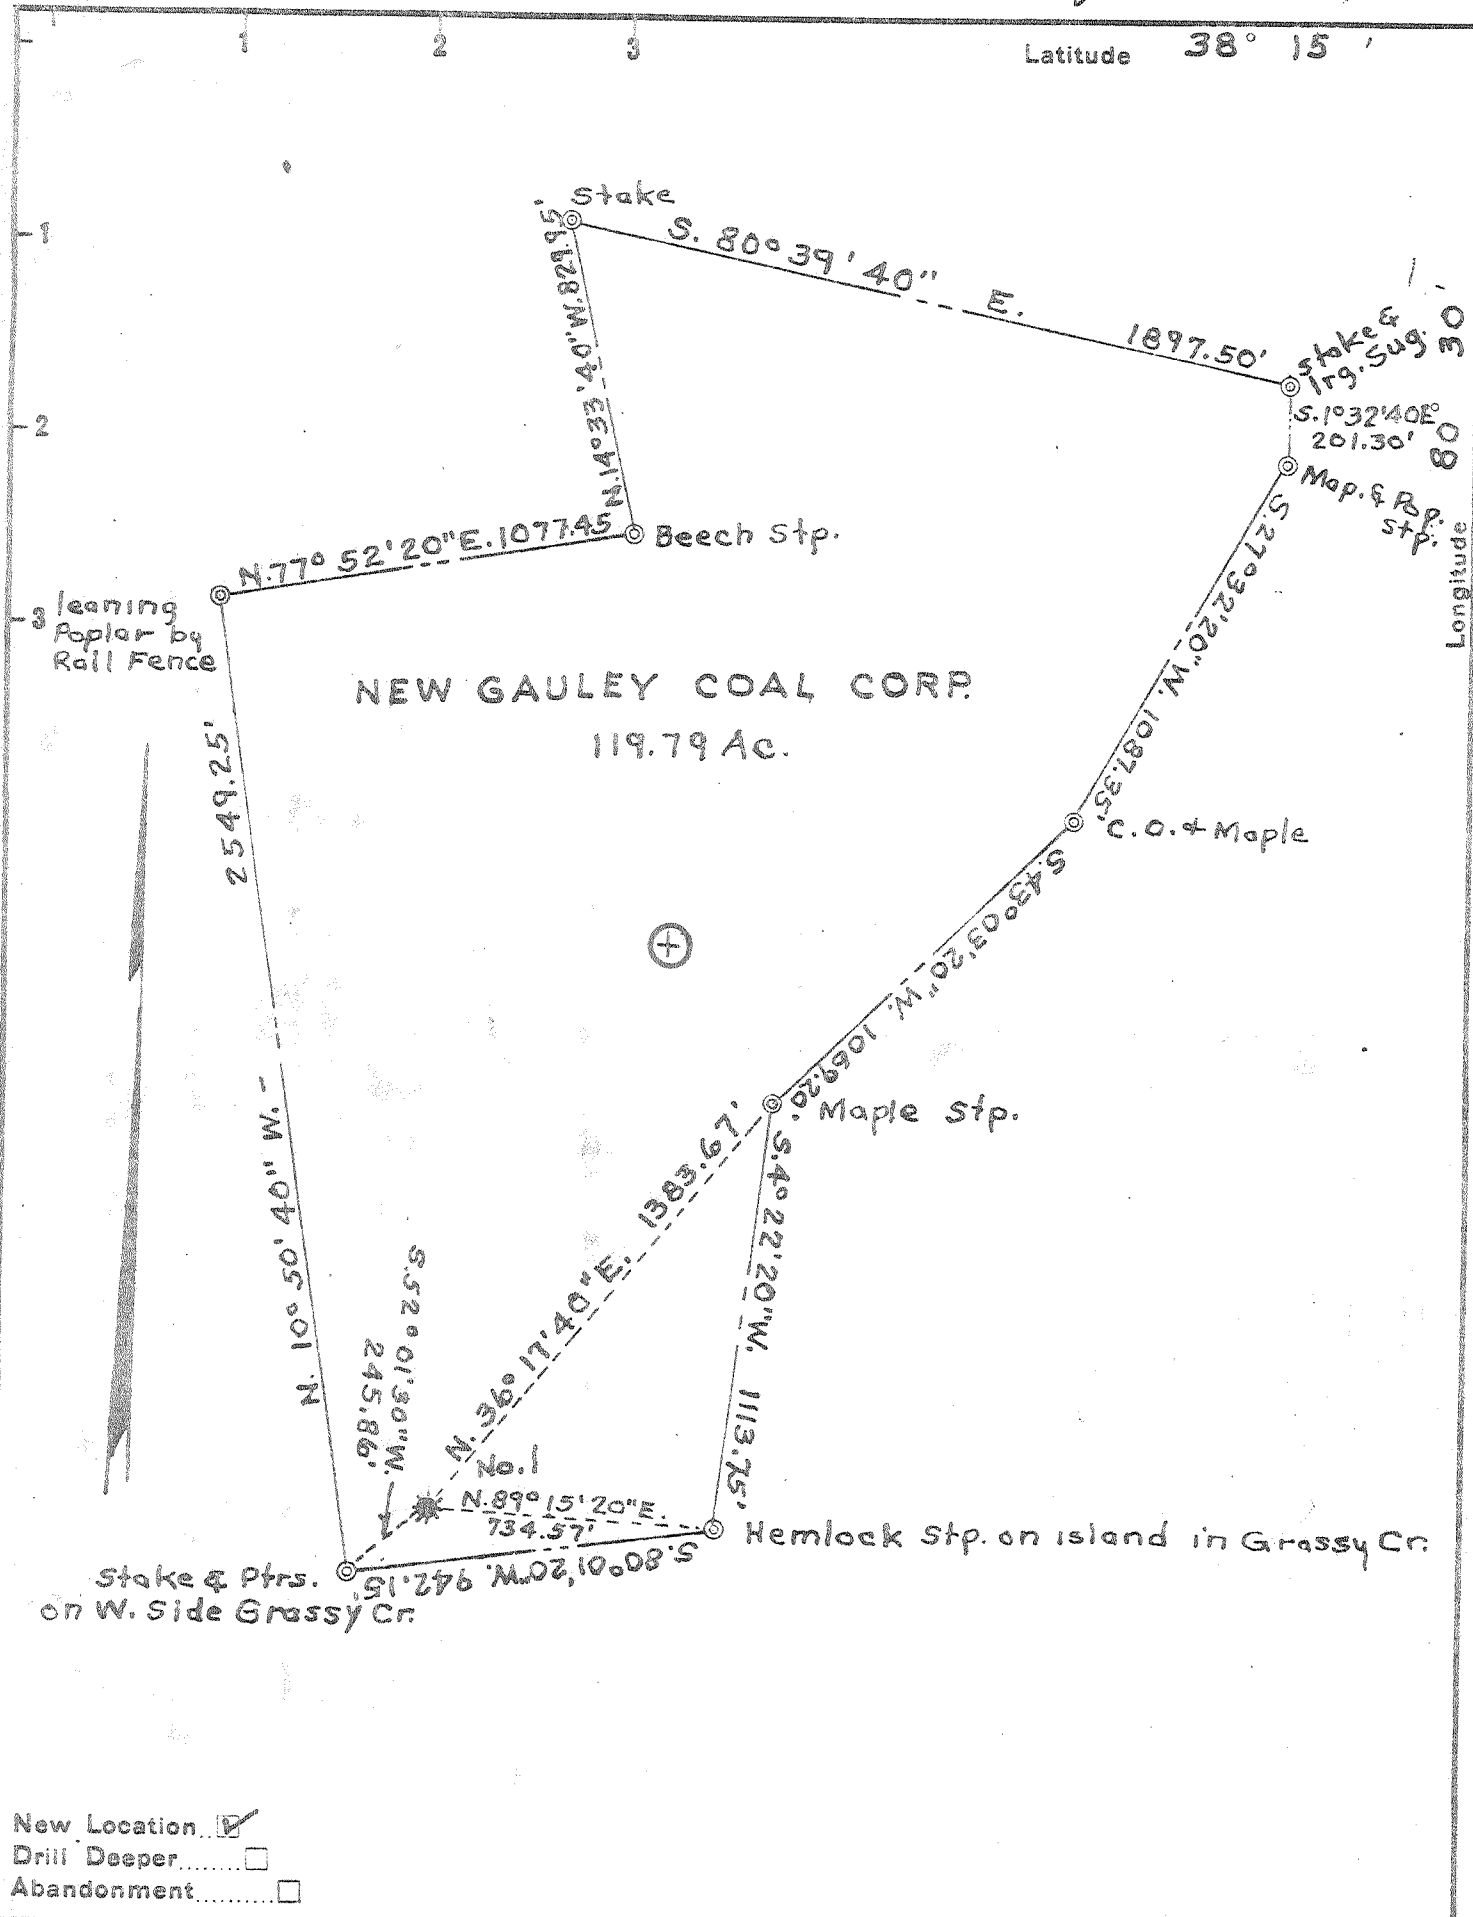 1 2 3
Latitude 38° 15'
-1
-2
-3
Stake
S. 80° 39' 40" E. 1897.50'
N.14°33'40"W.829.95'
Stake &
lrg. Sug.
S.1°32'40E
201.30'
Map. & Pop.
Stp.
Longitude 80° 30
N.77° 52'20"E.1077.45
Beech Stp.
leaning
Poplar by
Rail Fence
S.27°32'20"W. 1087.35'
NEW GAULEY COAL CORP.
119.79 Ac.
N. 10° 50' 40" W. - 2549.25'
C.O. & Maple
S.43°03'20"W. 1069.20'
Maple Stp.
N. 36° 17' 40" E. 1383.67'
S.4° 22'20"W. 1113.75'
S.52° 01'30"W.
245.86'
No.1
N.89°15'20"E.
734.57'
Hemlock Stp. on island in Grassy Cr.
S.80°01'20"W. 942.15'
Stake & Ptrs.
on W. Side Grassy Cr.
New Location
Drill Deeper
Abandonment